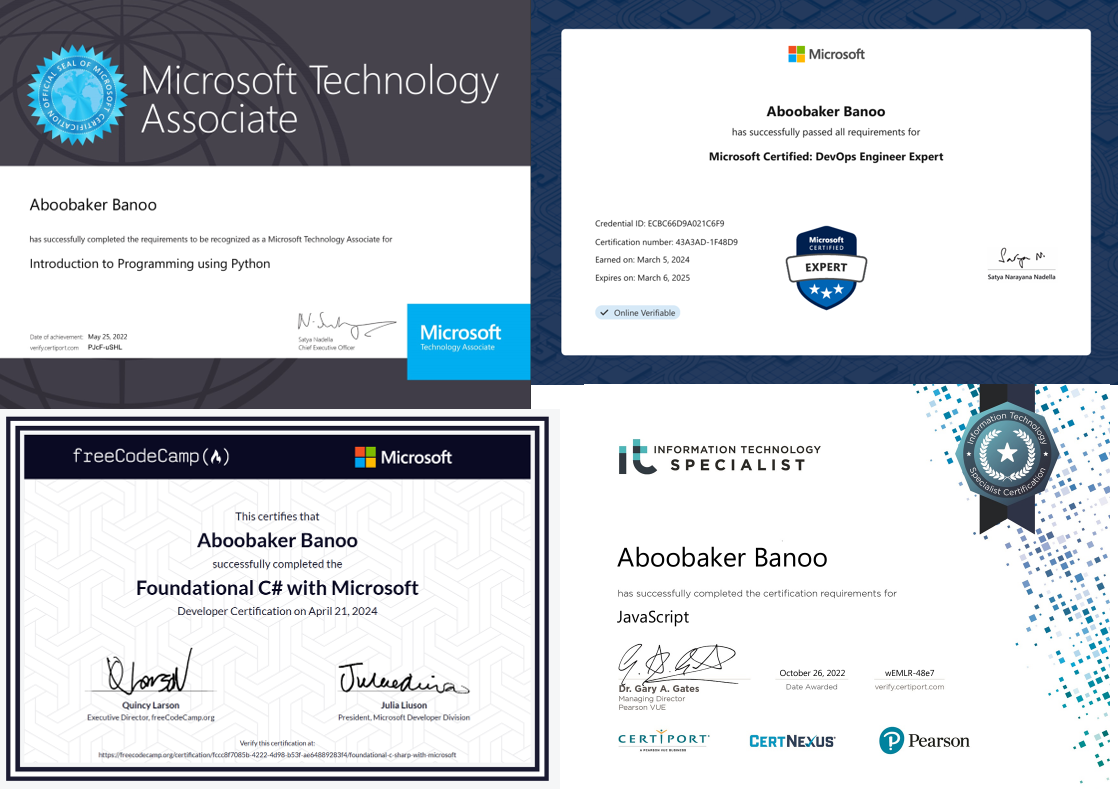 OFFICIAL SEAL OF MICROSOFT CERTIFICATION
Microsoft Technology
Associate
Aboobaker Banoo
has successfully completed the requirements to be recognized as a Microsoft Technology Associate for
Introduction to Programming using Python
Date of achievement: May 25, 2022
verify.certiport.com PJcF-uSHL
Satya Nadella
Chief Executive Officer
Microsoft
Technology Associate
Microsoft
Aboobaker Banoo
has successfully passed all requirements for
Microsoft Certified: DevOps Engineer Expert
Credential ID: ECBC66D9A021C6F9
Certification number: 43A3AD-1F48D9
Earned on: March 5, 2024
Expires on: March 6, 2025
Online Verifiable
Microsoft
CERTIFIED
EXPERT
Satya N.
Satya Narayana Nadella
freeCodeCamp
Microsoft
This certifies that
Aboobaker Banoo
successfully completed the
Foundational C# with Microsoft
Developer Certification on April 21, 2024
Quincy Larson
Executive Director, freeCodeCamp.org
Julia Liuson
President, Microsoft Developer Division
Verify this certification at:
https://freecodecamp.org/certification/fccc8f7085b-4222-4d98-b53f-ae64889283f4/foundational-c-sharp-with-microsoft
it INFORMATION TECHNOLOGY
SPECIALIST
Information Technology
Specialist Certification
Aboobaker Banoo
has successfully completed the certification requirements for
JavaScript
Dr. Gary A. Gates
Managing Director
Pearson VUE
October 26, 2022
Date Awarded
wEMLR-48e7
verify.certiport.com
CERTIPORT
A PEARSON VUE BUSINESS
CERTNEXUS
Pearson